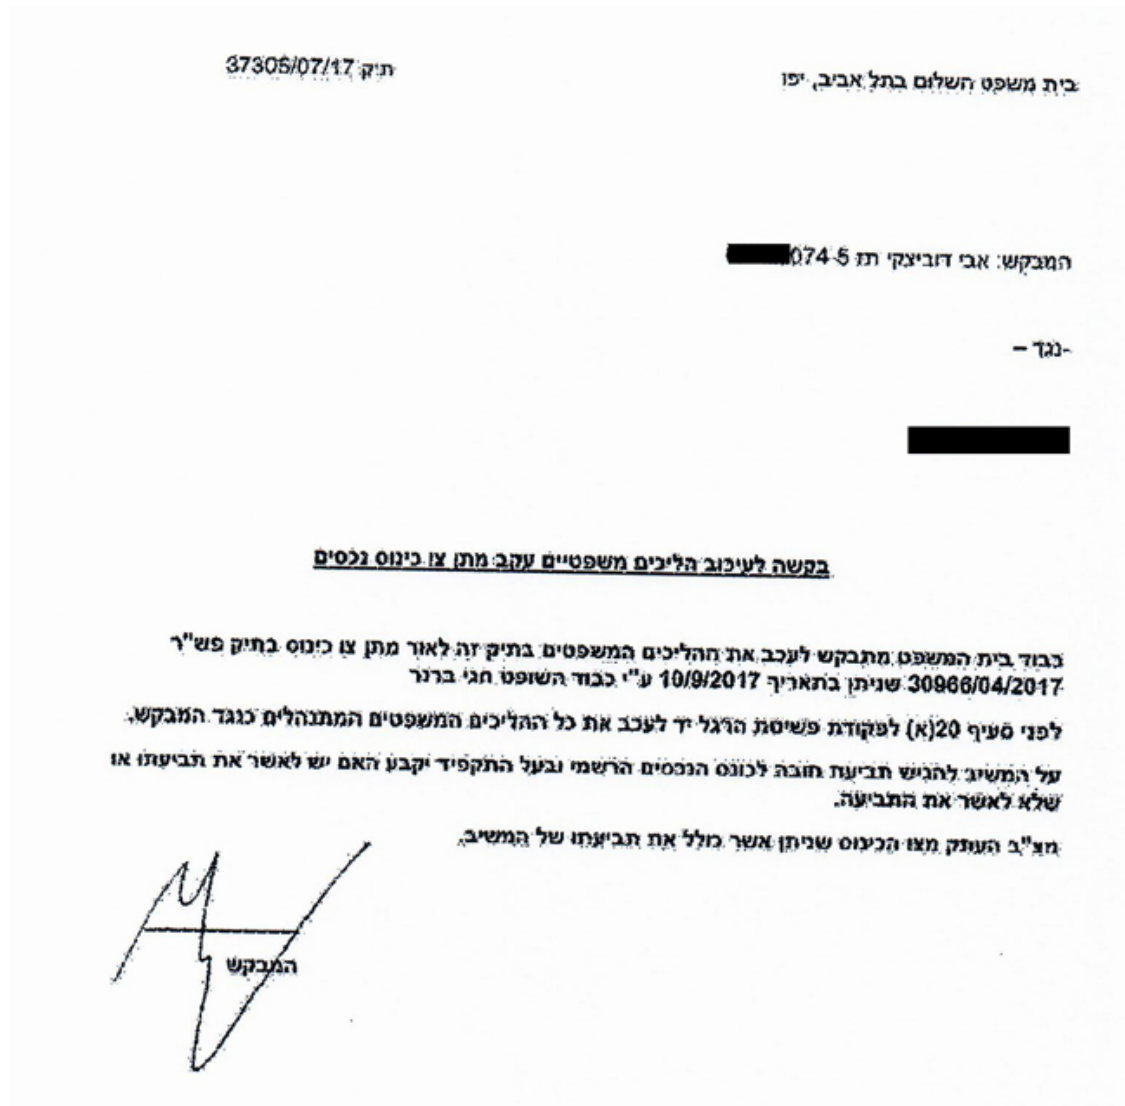 בית משפט השלום בתל אביב, יפו
תיק 37305/07/17
המבקש: אבי דוביצקי תז 074-5
-נגד –
בקשה לעיכוב הליכים משפטיים עקב מתן צו כינוס נכסים
כבוד בית המשפט מתבקש לעכב את ההליכים המשפטים בתיק זה לאור מתן צו כינוס בתיק פש"ר
30966/04/2017 שניתן בתאריך 10/9/2017 ע"י כבוד השופט חגי ברנר
לפני סעיף 20(א) לפקודת פשיטת הרגל יד לעכב את כל ההליכים המשפטים המתנהלים כנגד המבקש.
על המשיב להגיש תביעת חובה לכונס הנכסים הרשמי ובעל התקפיד יקבע האם יש לאשר את תביעתו או
שלא לאשר את התביעה.
מצ"ב העתק מצו הכינוס שניתן אשר כולל את תביעתו של המשיב.
המבקש